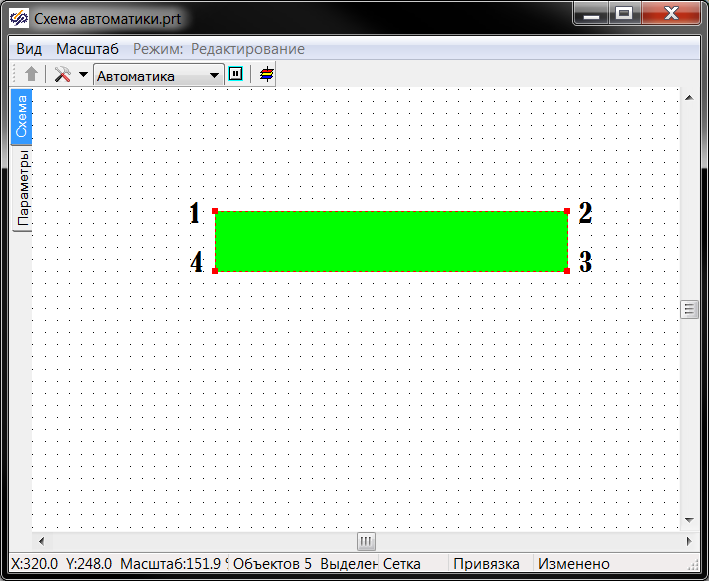 Схема автоматики.prt
Вид Масштаб Режим: Редактирование
Автоматика
Схема
Параметры
1 2
4 3
X:320.0 Y:248.0 Масштаб:151.9 % Объектов 5 Выделен Сетка Привязка Изменено